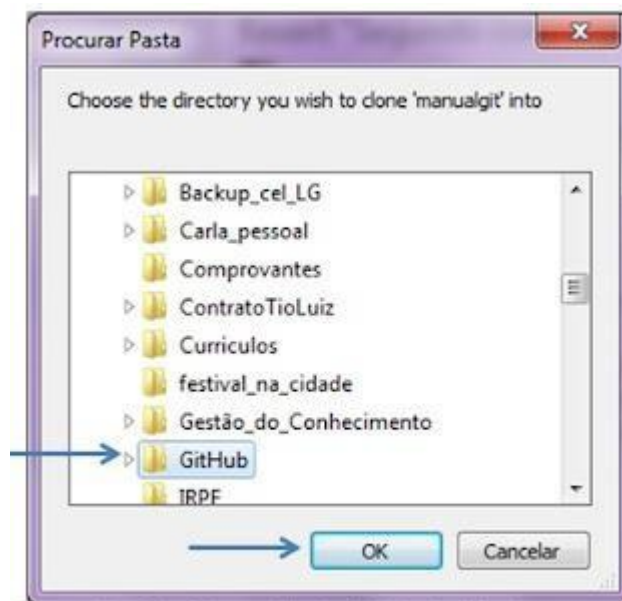 Procurar Pasta
Choose the directory you wish to clone 'manualgit' into
Backup_cel_LG
Carla_pessoal
Comprovantes
ContratoTioLuiz
Curriculos
festival_na_cidade
Gestão_do_Conhecimento
GitHub
IRPF
OK
Cancelar